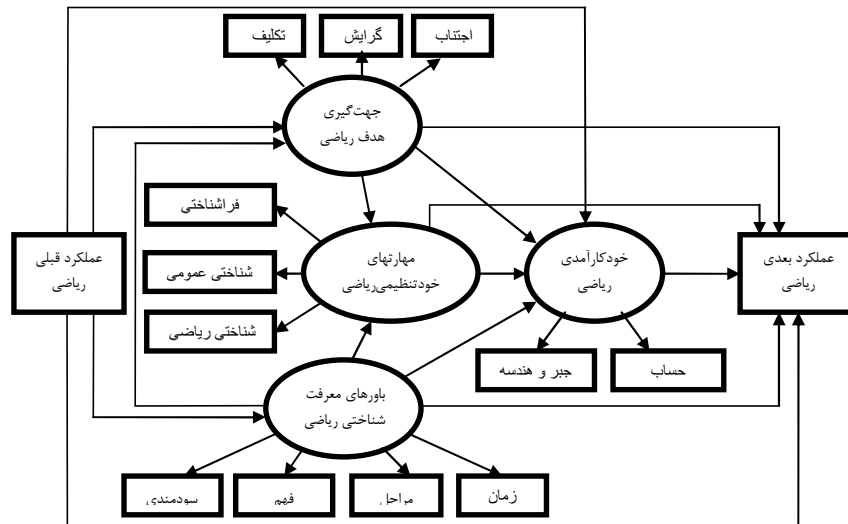 اجتناب
گرایش
تکلیف
جهت‌گیری
هدف ریاضی
فراشناختی
شناختی عمومی
شناختی ریاضی
مهارتهای
خودتنظیمی‌ریاضی
خودکارآمدی
ریاضی
عملکرد بعدی
ریاضی
عملکرد قبلی
ریاضی
حساب
جبر و هندسه
باورهای معرفت
شناختی ریاضی
زمان
مراحل
فهم
سودمندی